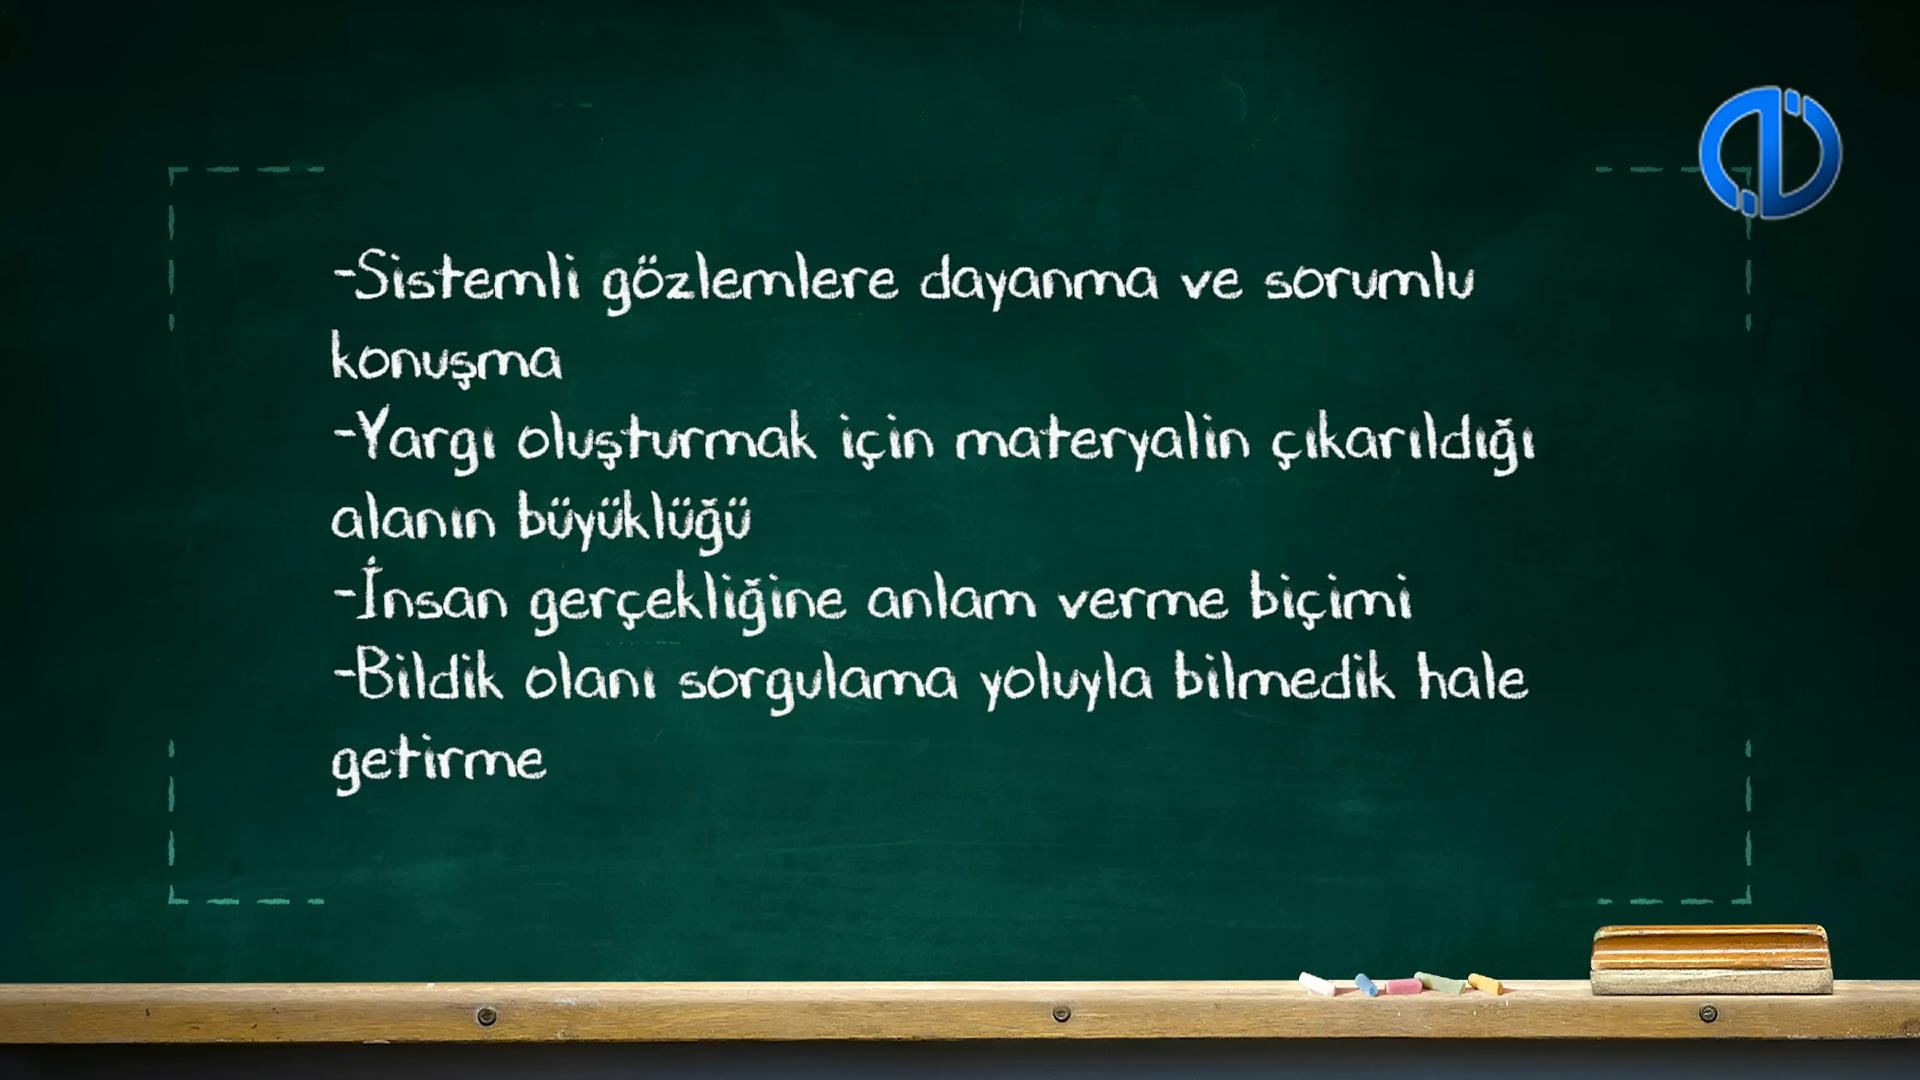 -Sistemli gözlemlere dayanma ve sorumlu
konuşma
-Yargı oluşturmak için materyalin çıkarıldığı
alanın büyüklüğü
-İnsan gerçekliğine anlam verme biçimi
-Bildik olanı sorgulama yoluyla bilmedik hale
getirme